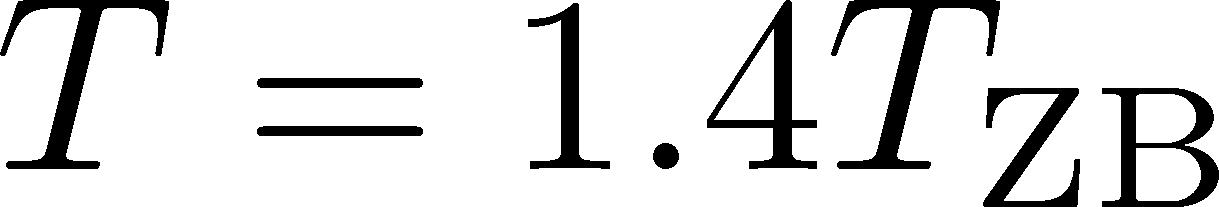 T = 1.4T_ZB